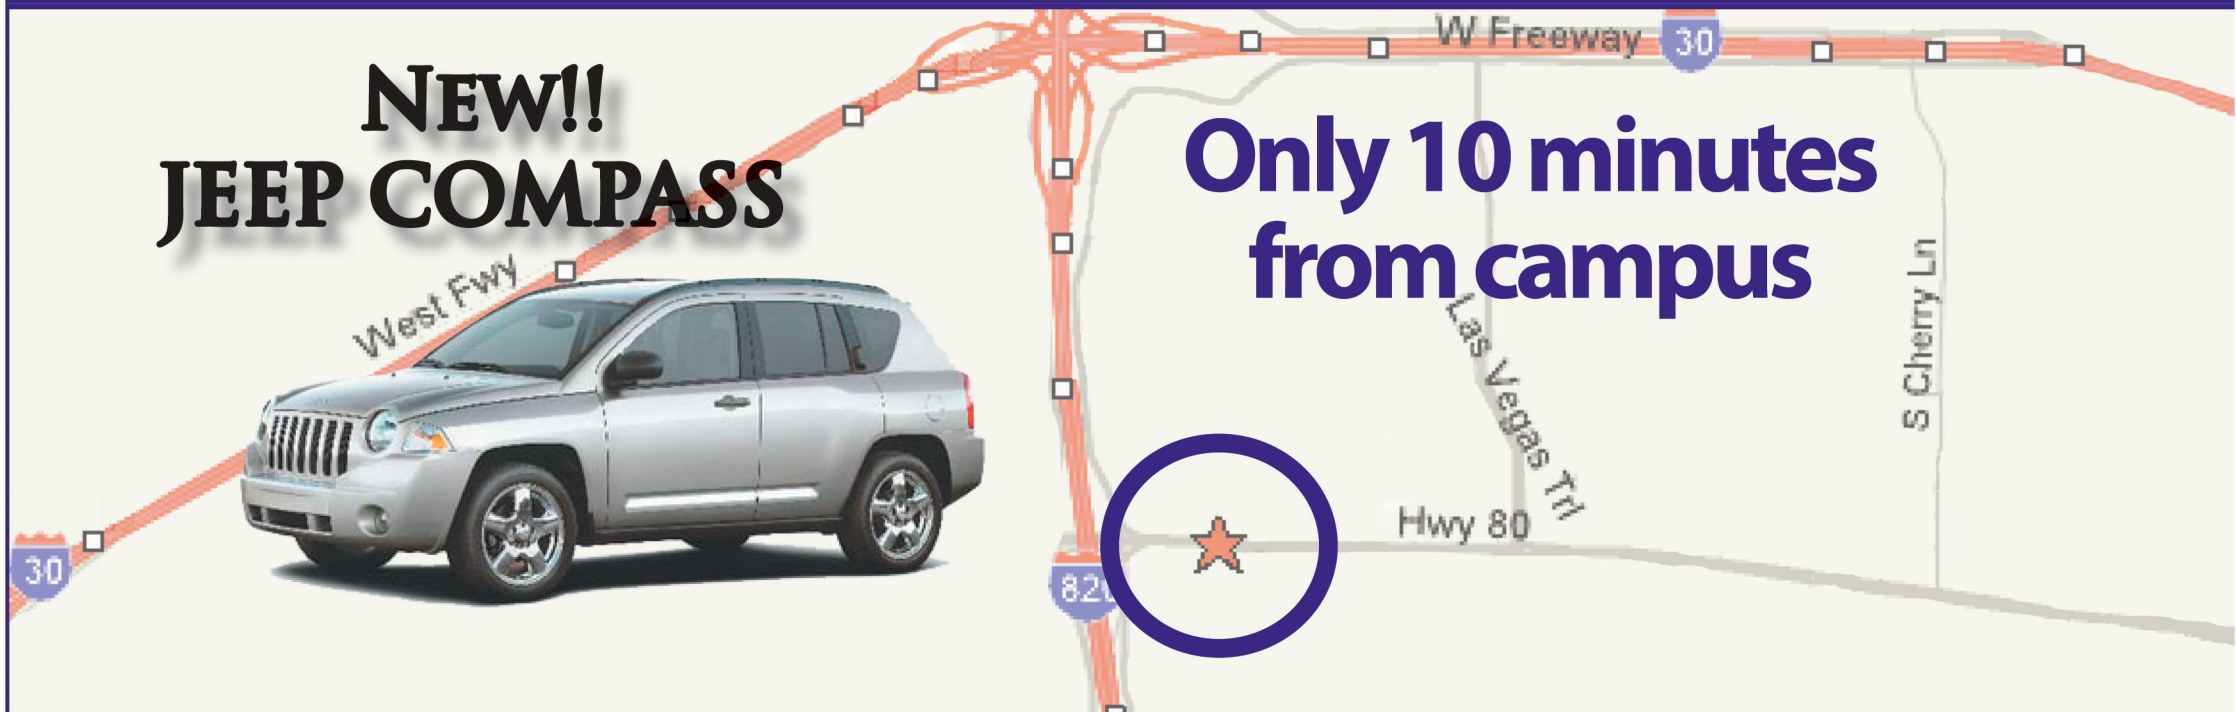 NEW!!
JEEP COMPASS
W Freeway
30
Only 10 minutes
from campus
West Fwy
S Cherry Ln
Las Vegas Trl
Hwy 80
30